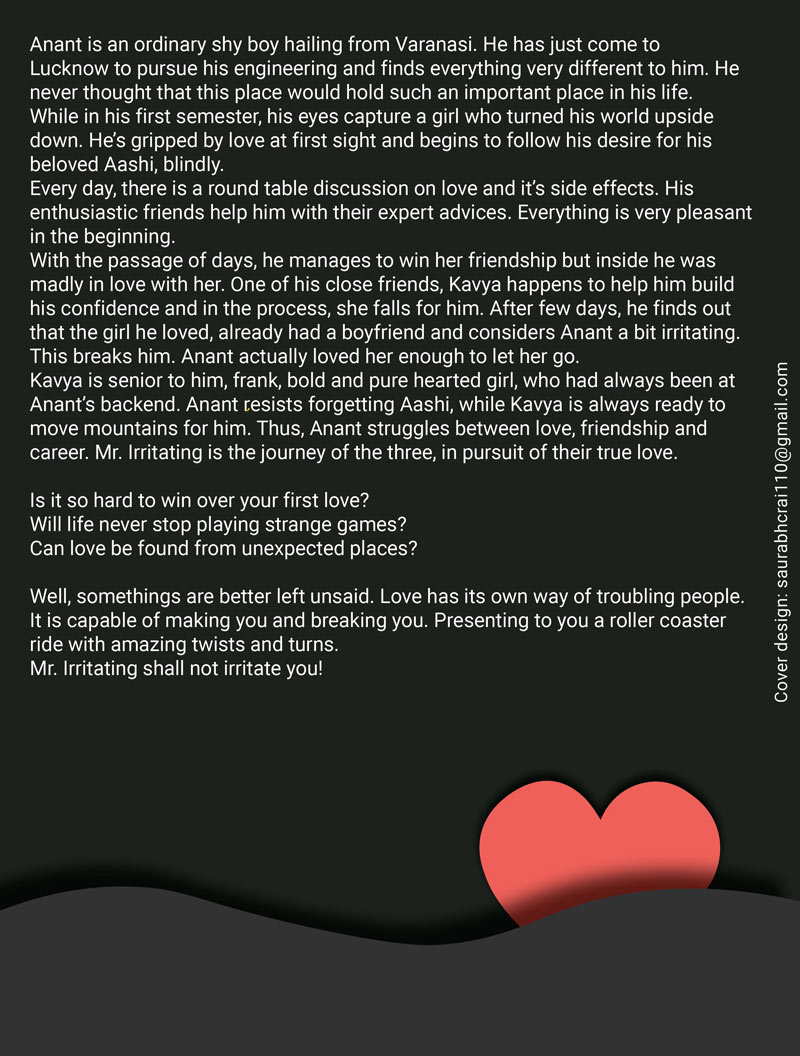 Anant is an ordinary shy boy hailing from Varanasi. He has just come to
Lucknow to pursue his engineering and finds everything very different to him. He
never thought that this place would hold such an important place in his life.
While in his first semester, his eyes capture a girl who turned his world upside
down. He’s gripped by love at first sight and begins to follow his desire for his
beloved Aashi, blindly.
Every day, there is a round table discussion on love and it’s side effects. His
enthusiastic friends help him with their expert advices. Everything is very pleasant
in the beginning.
With the passage of days, he manages to win her friendship but inside he was
madly in love with her. One of his close friends, Kavya happens to help him build
his confidence and in the process, she falls for him. After few days, he finds out
that the girl he loved, already had a boyfriend and considers Anant a bit irritating.
This breaks him. Anant actually loved her enough to let her go.
Kavya is senior to him, frank, bold and pure hearted girl, who had always been at
Anant’s backend. Anant resists forgetting Aashi, while Kavya is always ready to
move mountains for him. Thus, Anant struggles between love, friendship and
career. Mr. Irritating is the journey of the three, in pursuit of their true love.
Is it so hard to win over your first love?
Will life never stop playing strange games?
Can love be found from unexpected places?
Well, somethings are better left unsaid. Love has its own way of troubling people.
It is capable of making you and breaking you. Presenting to you a roller coaster
ride with amazing twists and turns.
Mr. Irritating shall not irritate you!
Cover design: saurabhcrai110@gmail.com